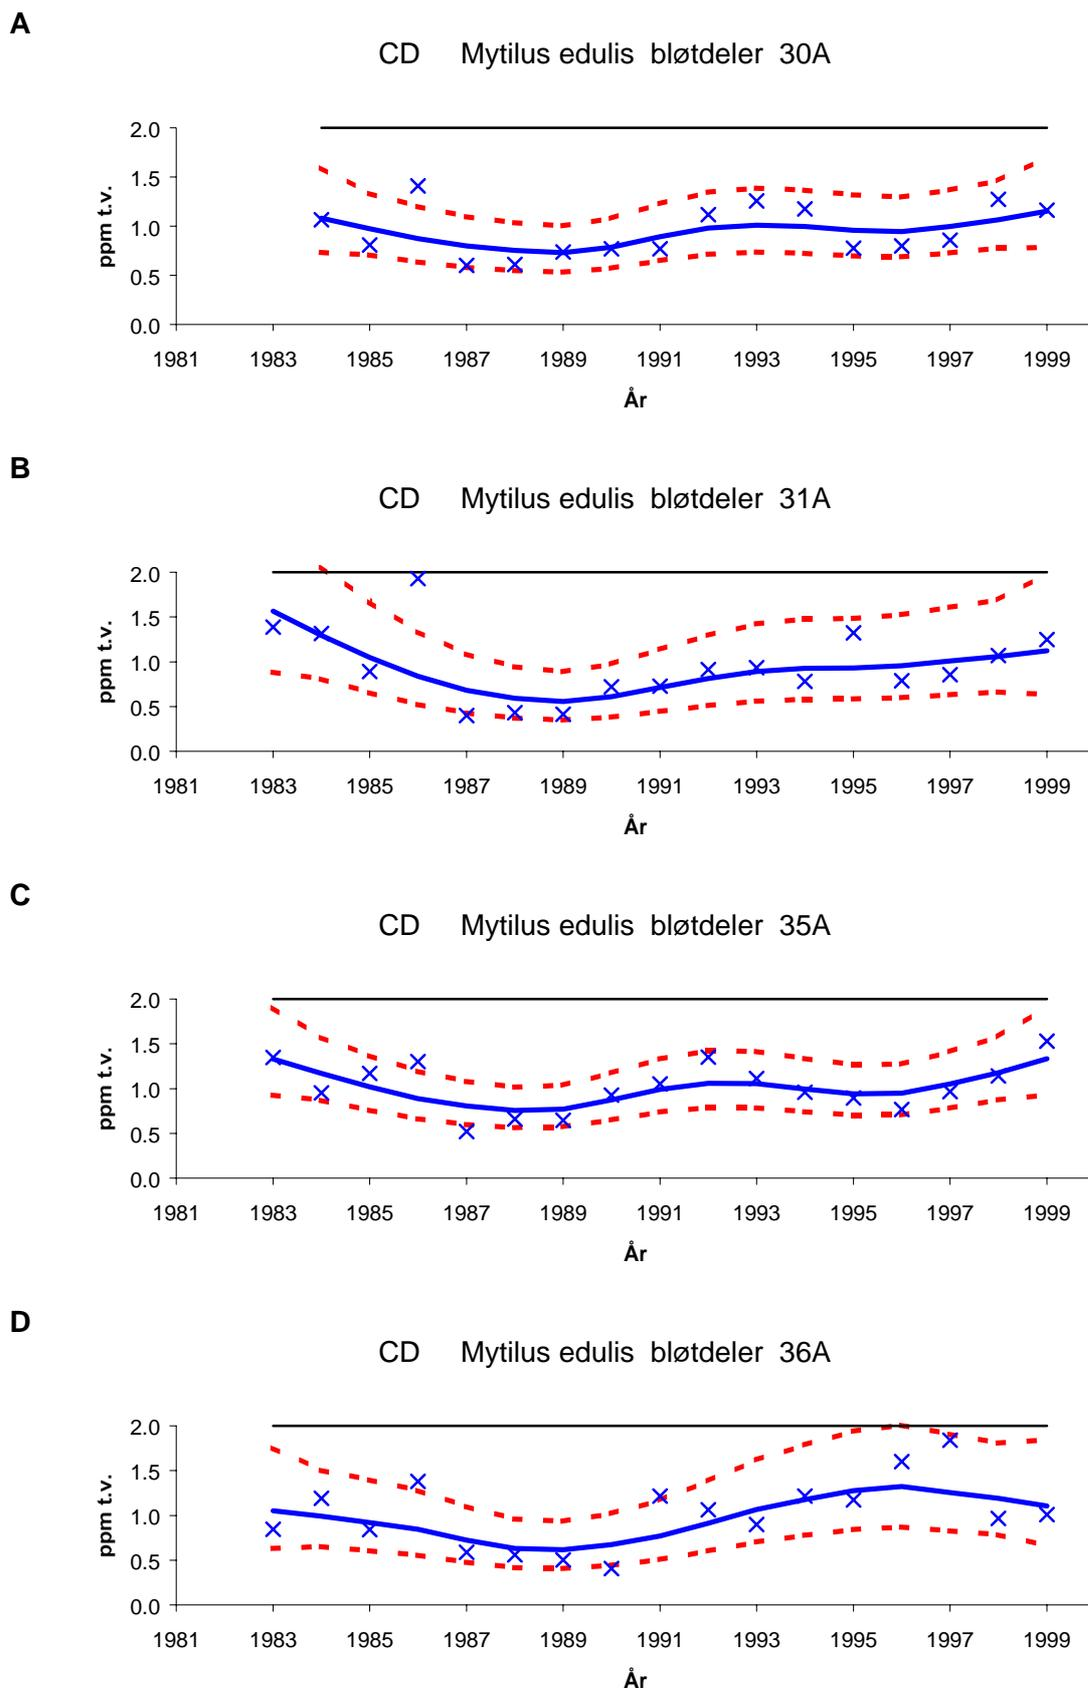 A
CD Mytilus edulis bløtdeler 30A
2.0
1.5
1.0
0.5
0.0
ppm t.v.
1981 1983 1985 1987 1989 1991 1993 1995 1997 1999
År
B
CD Mytilus edulis bløtdeler 31A
2.0
1.5
1.0
0.5
0.0
ppm t.v.
1981 1983 1985 1987 1989 1991 1993 1995 1997 1999
År
C
CD Mytilus edulis bløtdeler 35A
2.0
1.5
1.0
0.5
0.0
ppm t.v.
1981 1983 1985 1987 1989 1991 1993 1995 1997 1999
År
D
CD Mytilus edulis bløtdeler 36A
2.0
1.5
1.0
0.5
0.0
ppm t.v.
1981 1983 1985 1987 1989 1991 1993 1995 1997 1999
År